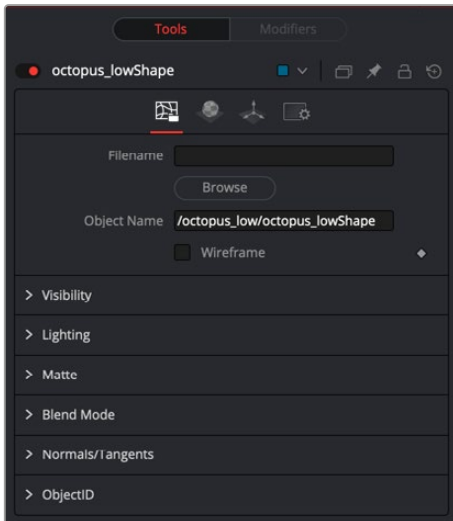 Tools Modifiers
octopus_lowShape
Filename
Browse
Object Name /octopus_low/octopus_lowShape
Wireframe
Visibility
Lighting
Matte
Blend Mode
Normals/Tangents
ObjectID